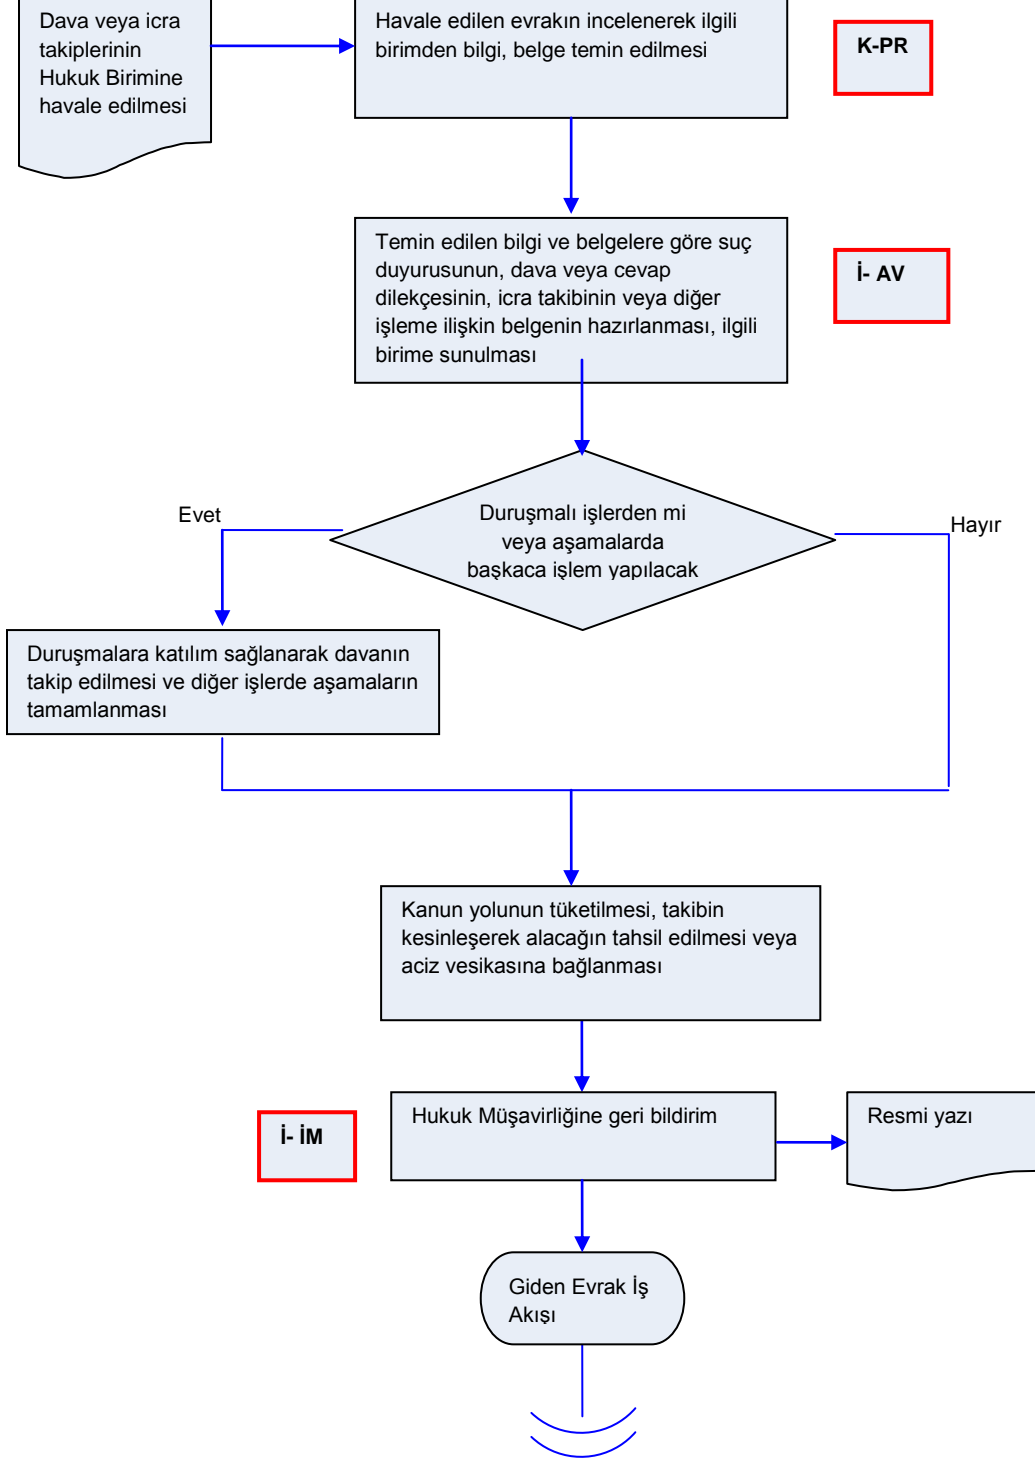 Dava veya icra
takiplerinin
Hukuk Birimine
havale edilmesi
Havale edilen evrakın incelenerek ilgili
birimden bilgi, belge temin edilmesi
K-PR
Temin edilen bilgi ve belgelere göre suç
duyurusunun, dava veya cevap
dilekçesinin, icra takibinin veya diğer
işleme ilişkin belgenin hazırlanması, ilgili
birime sunulması
İ- AV
Duruşmalı işlerden mi
veya aşamalarda
başkaca işlem yapılacak
Evet
Hayır
Duruşmalara katılım sağlanarak davanın
takip edilmesi ve diğer işlerde aşamaların
tamamlanması
Kanun yolunun tüketilmesi, takibin
kesinleşerek alacağın tahsil edilmesi veya
aciz vesikasına bağlanması
İ- İM
Hukuk Müşavirliğine geri bildirim
Resmi yazı
Giden Evrak İş
Akışı